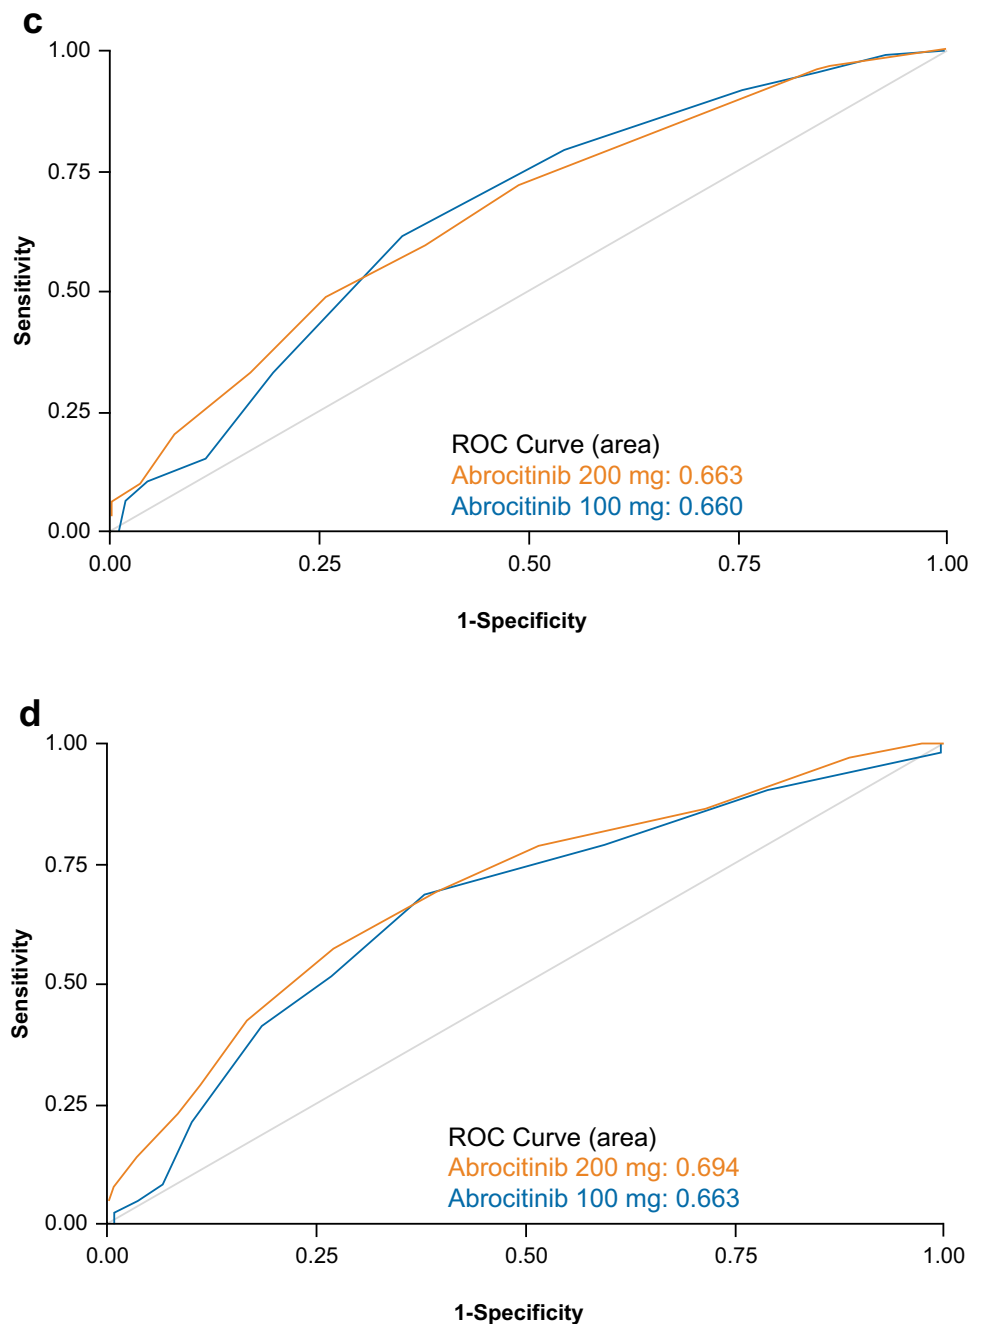 c
1.00
0.75
0.50
0.25
0.00
Sensitivity
ROC Curve (area)
Abrocitinib 200 mg: 0.663
Abrocitinib 100 mg: 0.660
0.00 0.25 0.50 0.75 1.00
1-Specificity
d
1.00
0.75
0.50
0.25
0.00
Sensitivity
ROC Curve (area)
Abrocitinib 200 mg: 0.694
Abrocitinib 100 mg: 0.663
0.00 0.25 0.50 0.75 1.00
1-Specificity